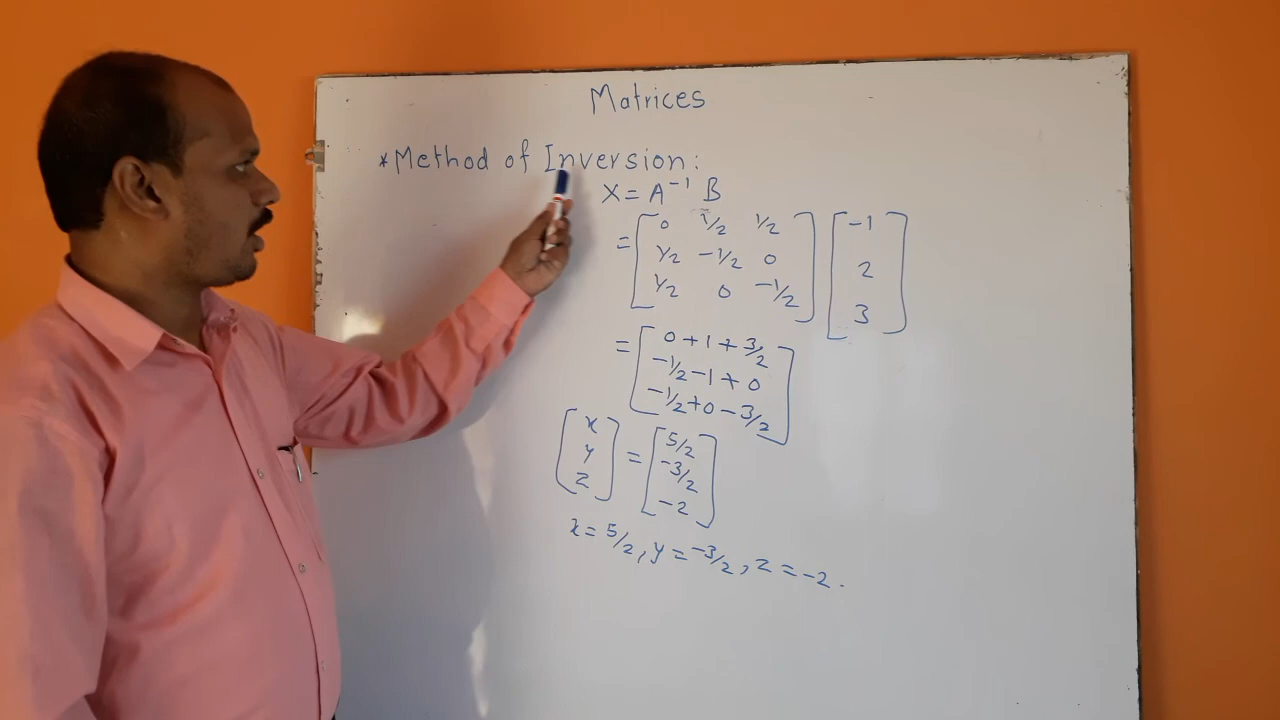 Matrices
*Method of Inversion:
X = A⁻¹ B
= [ 0 1/2 1/2 ] [ -1 ]
[ 1/2 -1/2 0 ] [ 2 ]
[ 1/2 0 -1/2 ] [ 3 ]
= [ 0 + 1 + 3/2 ]
[ -1/2 - 1 + 0 ]
[ -1/2 + 0 - 3/2 ]
[ x ] = [ 5/2 ]
[ y ] [ -3/2 ]
[ z ] [ -2 ]
x = 5/2, y = -3/2, z = -2.